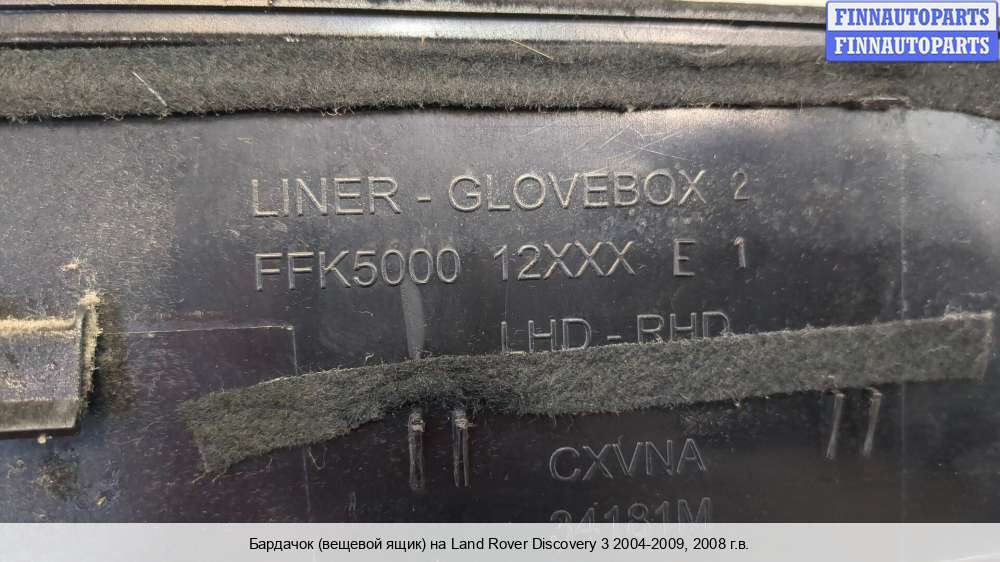 FINNAUTOPARTS
FINNAUTOPARTS
LINER - GLOVEBOX 2
FFK5000 12XXX E 1
LHD - RHD
CXVNA
34181M
Бардачок (вещевой ящик) на Land Rover Discovery 3 2004-2009, 2008 г.в.